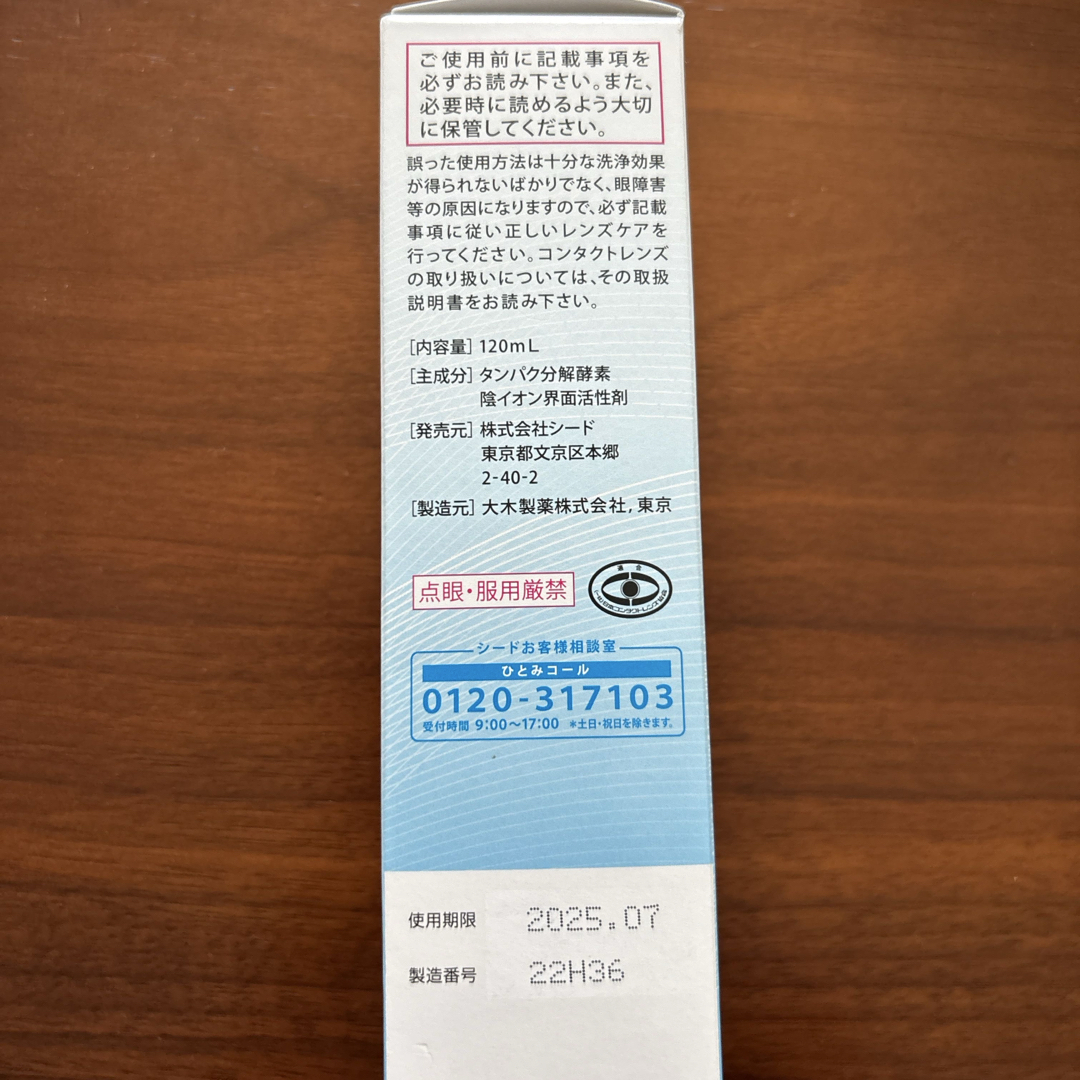 ご使用前に記載事項を
必ずお読み下さい。また、
必要時に読めるよう大切
に保管してください。
誤った使用方法は十分な洗浄効果
が得られないばかりでなく、眼障害
等の原因になりますので、必ず記載
事項に従い正しいレンズケアを
行ってください。コンタクトレンズ
の取り扱いについては、その取扱
説明書をお読み下さい。
[内容量] 120mL
[主成分] タンパク分解酵素
陰イオン界面活性剤
[発売元] 株式会社シード
東京都文京区本郷
2-40-2
[製造元] 大木製薬株式会社, 東京
点眼・服用厳禁
適合
シードお客様相談室
ひとみコール
0120-317103
受付時間 9:00〜17:00 *土日・祝日を除きます。
使用期限 2025.07
製造番号 22H36